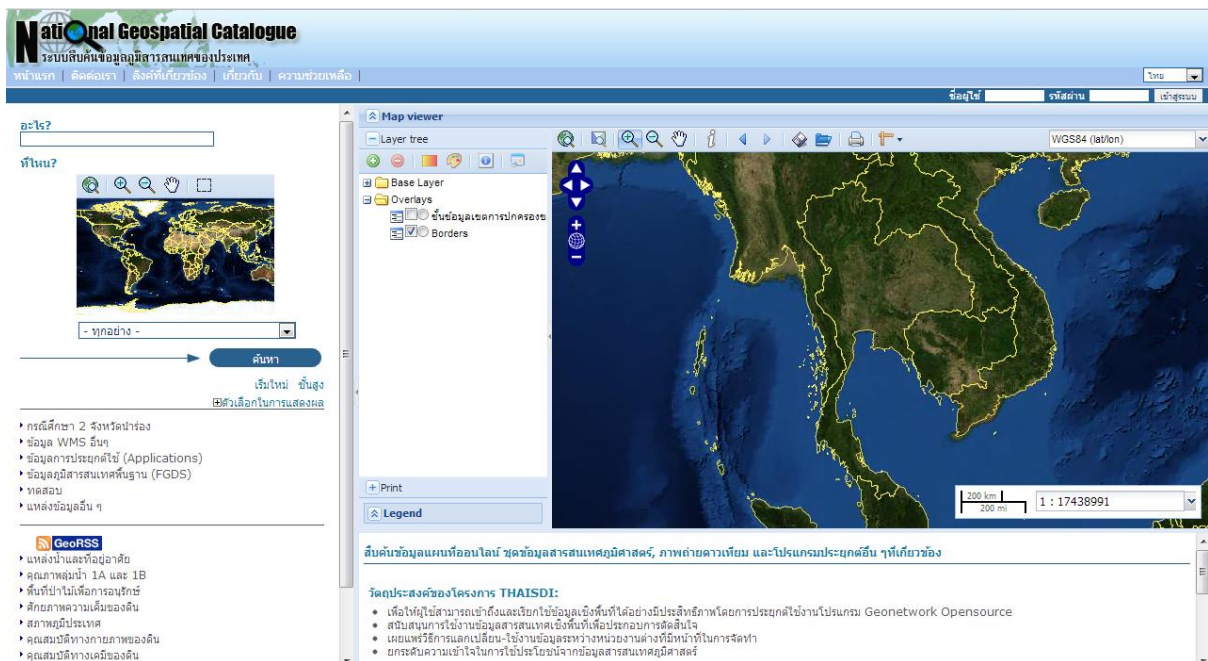 National Geospatial Catalogue
ระบบสืบค้นข้อมูลภูมิสารสนเทศของประเทศ
หน้าแรก | ติดต่อเรา | ลิงค์ที่เกี่ยวข้อง | เกี่ยวกับ | ความช่วยเหลือ |
ไทย
ชื่อผู้ใช้ รหัสผ่าน เข้าสู่ระบบ
อะไร?
ที่ไหน?
- ทุกอย่าง -
ค้นหา
เริ่มใหม่ ขั้นสูง
ตัวเลือกในการแสดงผล
กรณีศึกษา 2 จังหวัดนำร่อง
ข้อมูล WMS อื่นๆ
ข้อมูลการประยุกต์ใช้ (Applications)
ข้อมูลภูมิสารสนเทศพื้นฐาน (FGDS)
ทดสอบ
แหล่งข้อมูลอื่น ๆ
GeoRSS
แหล่งน้ำและที่อยู่อาศัย
คุณภาพลุ่มน้ำ 1A และ 1B
พื้นที่ป่าไม้เพื่อการอนุรักษ์
ศักยภาพความเค็มของดิน
สภาพภูมิประเทศ
คุณสมบัติทางกายภาพของดิน
คุณสมบัติทางเคมีของดิน
Map viewer
Layer tree
WGS84 (lat/lon)
Base Layer
Overlays
ชั้นข้อมูลเขตการปกครองข
Borders
Print
Legend
200 km
200 mi
1 : 17438991
สืบค้นข้อมูลแผนที่ออนไลน์ ชุดข้อมูลสารสนเทศภูมิศาสตร์, ภาพถ่ายดาวเทียม และโปรแกรมประยุกต์อื่น ๆที่เกี่ยวข้อง
วัตถุประสงค์ของโครงการ THAISDI:
เพื่อให้ผู้ใช้สามารถเข้าถึงและเรียกใช้ข้อมูลเชิงพื้นที่ได้อย่างมีประสิทธิภาพโดยการประยุกต์ใช้งานโปรแกรม Geonetwork Opensource
สนับสนุนการใช้งานข้อมูลสารสนเทศเชิงพื้นที่เพื่อประกอบการตัดสินใจ
เผยแพร่วิธีการแลกเปลี่ยน-ใช้งานข้อมูลระหว่างหน่วยงานต่างที่มีหน้าที่ในการจัดทำ
ยกระดับความเข้าใจในการใช้ประโยชน์จากข้อมูลสารสนเทศภูมิศาสตร์